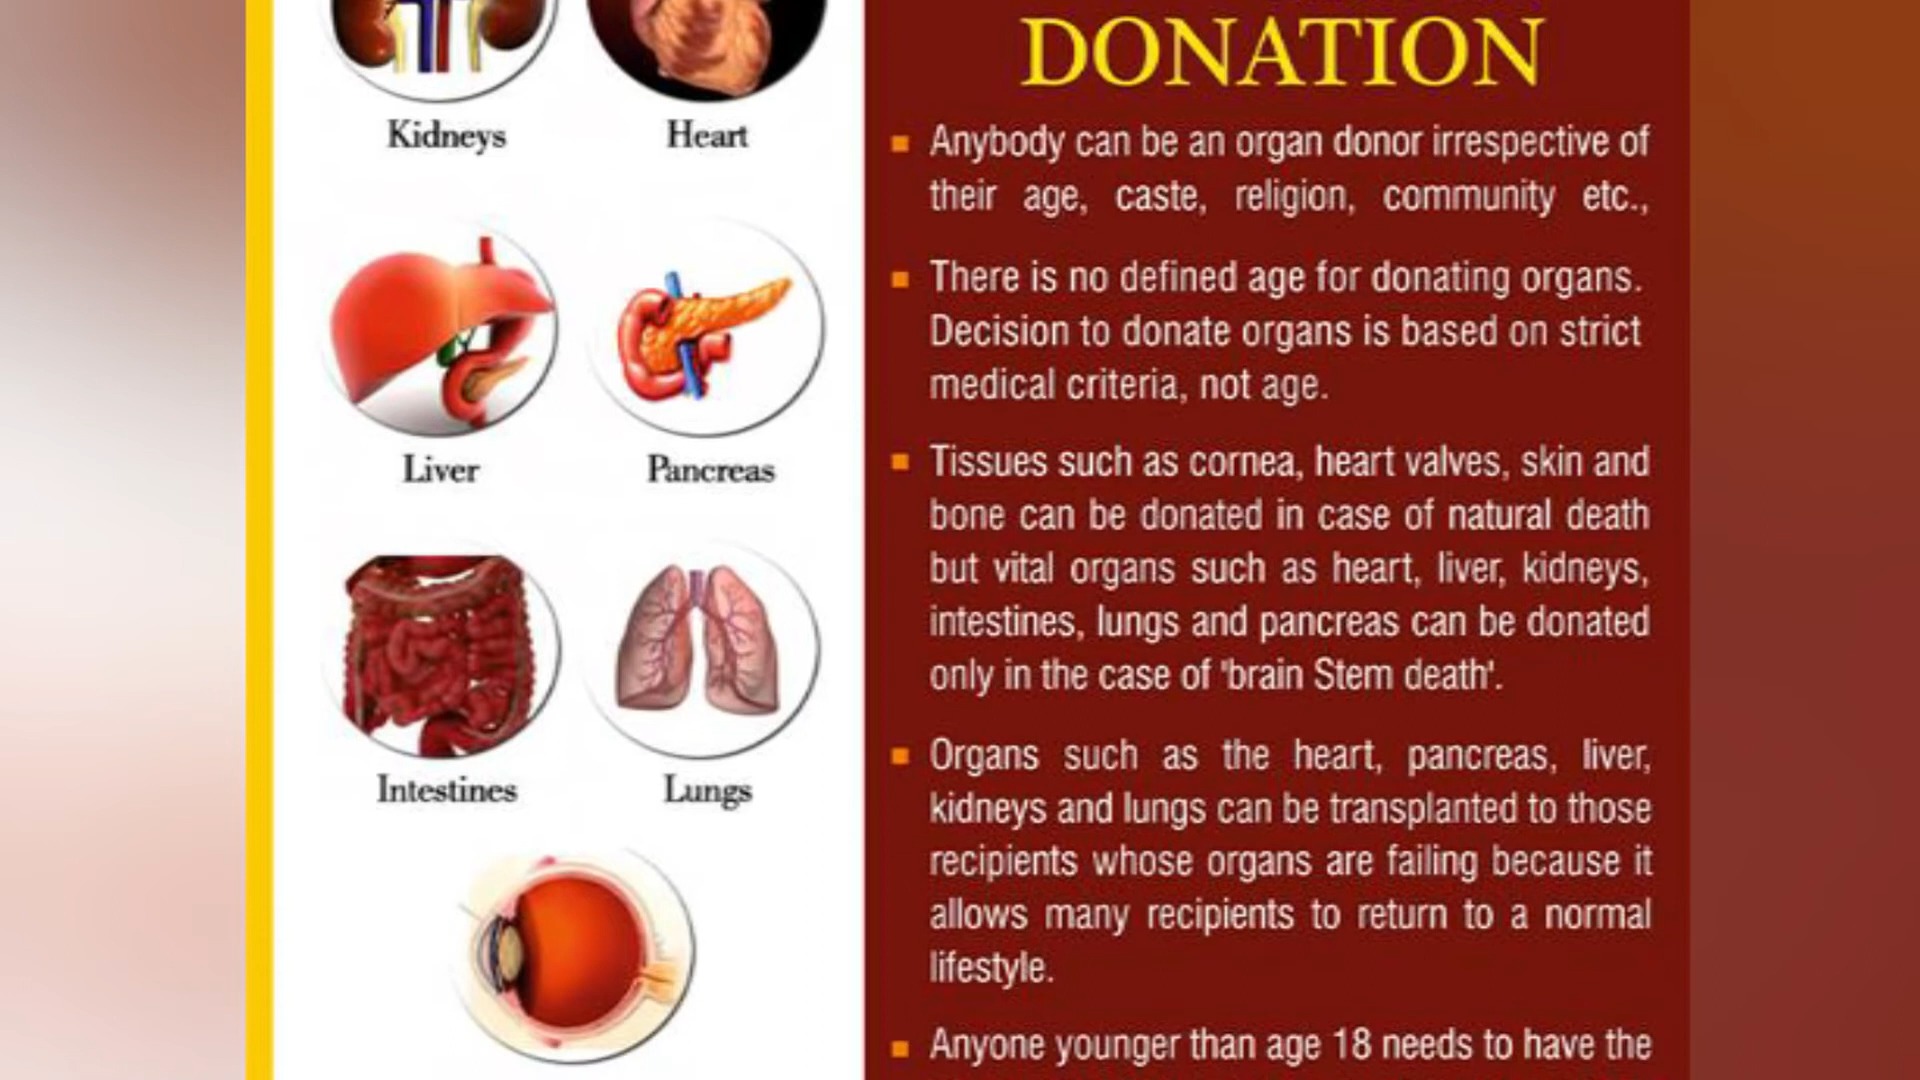 Kidneys
Heart
Liver
Pancreas
Intestines
Lungs
DONATION
Anybody can be an organ donor irrespective of
their age, caste, religion, community etc.,
There is no defined age for donating organs.
Decision to donate organs is based on strict
medical criteria, not age.
Tissues such as cornea, heart valves, skin and
bone can be donated in case of natural death
but vital organs such as heart, liver, kidneys,
intestines, lungs and pancreas can be donated
only in the case of 'brain Stem death'.
Organs such as the heart, pancreas, liver,
kidneys and lungs can be transplanted to those
recipients whose organs are failing because it
allows many recipients to return to a normal
lifestyle.
Anyone younger than age 18 needs to have the